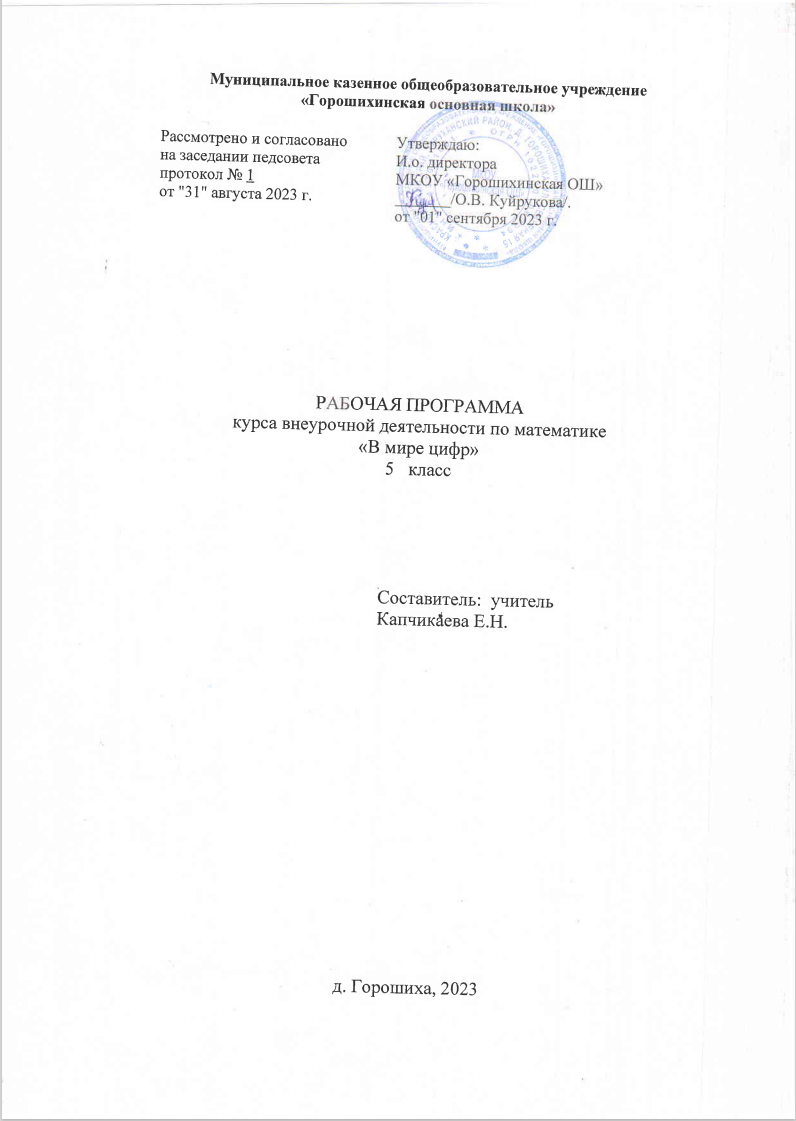 Муниципальное казенное общеобразовательное учреждение
«Горошихинская основная школа»
Рассмотрено и согласовано
на заседании педсовета
протокол № 1
от "31" августа 2023 г.
Утверждаю:
И.о. директора
МКОУ «Горошихинская ОШ»
_______/О.В. Куйрукова/.
от "01" сентября 2023 г.
РАБОЧАЯ ПРОГРАММА
курса внеурочной деятельности по математике
«В мире цифр»
5 класс
Составитель: учитель
Капчикаева Е.Н.
д. Горошиха, 2023